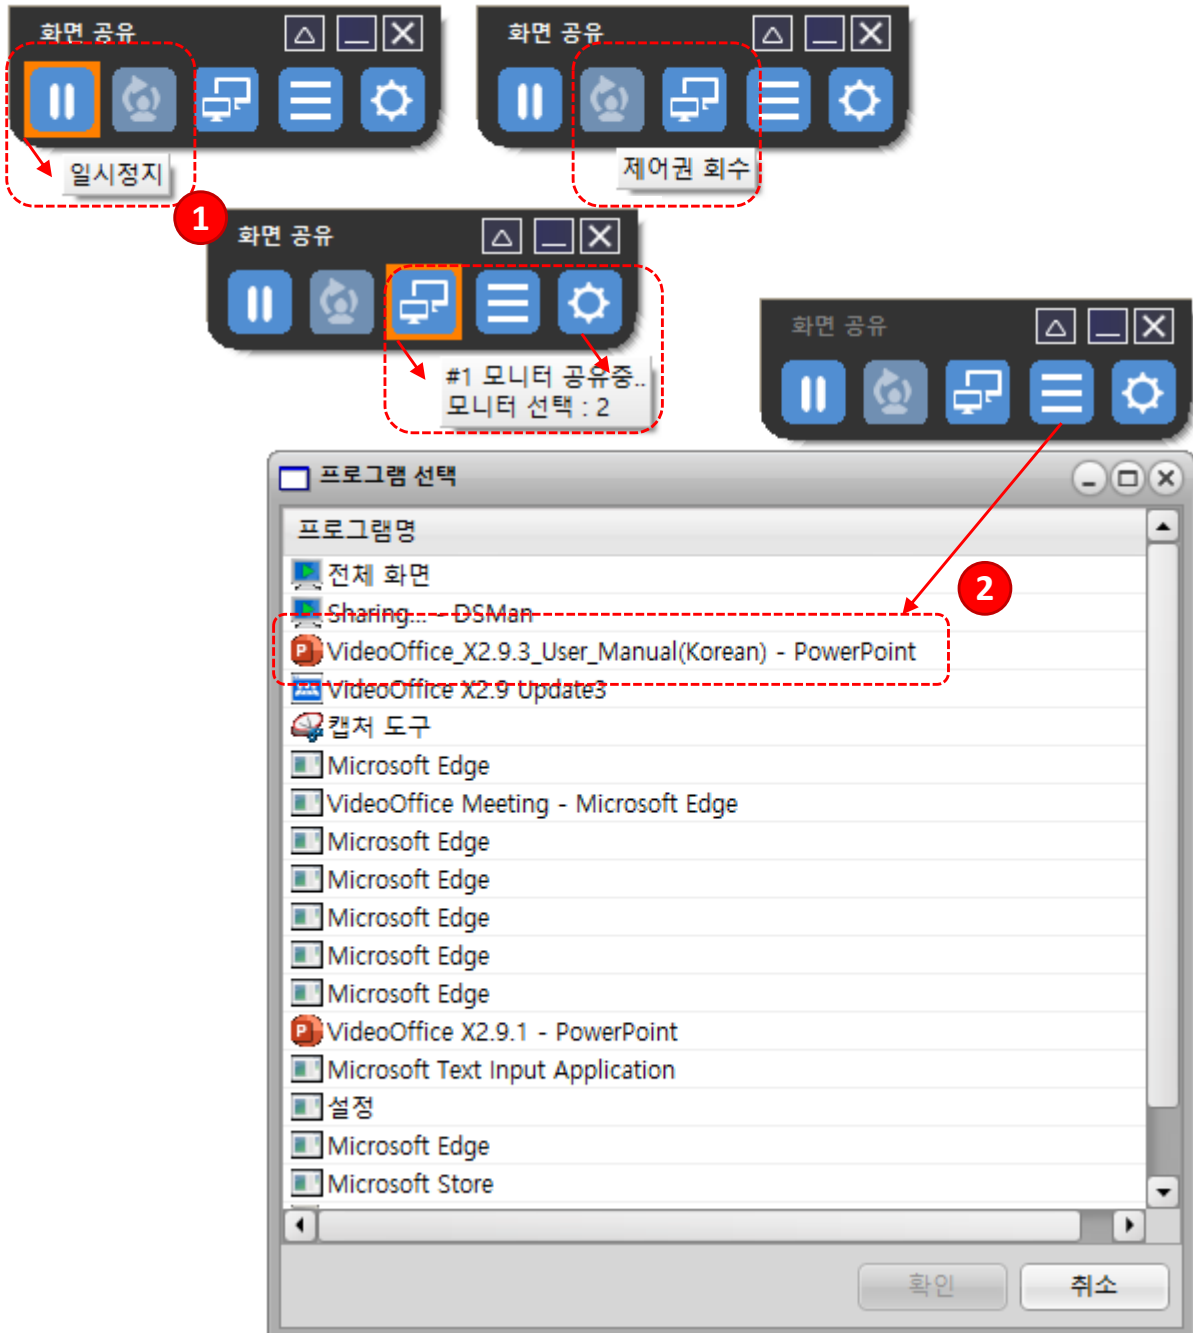 화면 공유
일시정지
화면 공유
제어권 회수
1
화면 공유
#1 모니터 공유중..
모니터 선택 : 2
화면 공유
프로그램 선택
프로그램명
전체 화면
Sharing... - DSMan
2
VideoOffice_X2.9.3_User_Manual(Korean) - PowerPoint
VideoOffice X2.9 Update3
캡처 도구
Microsoft Edge
VideoOffice Meeting - Microsoft Edge
Microsoft Edge
Microsoft Edge
Microsoft Edge
Microsoft Edge
Microsoft Edge
VideoOffice X2.9.1 - PowerPoint
Microsoft Text Input Application
설정
Microsoft Edge
Microsoft Store
확인
취소